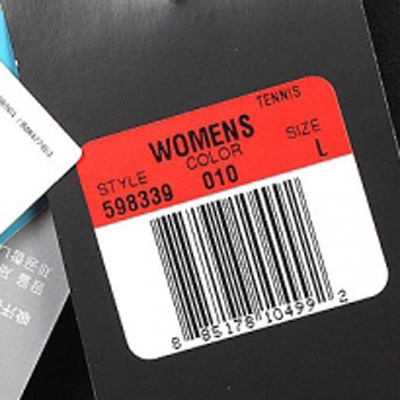 TENNIS
WOMENS
STYLE COLOR SIZE
598339 010 L
8 85178 10499 2